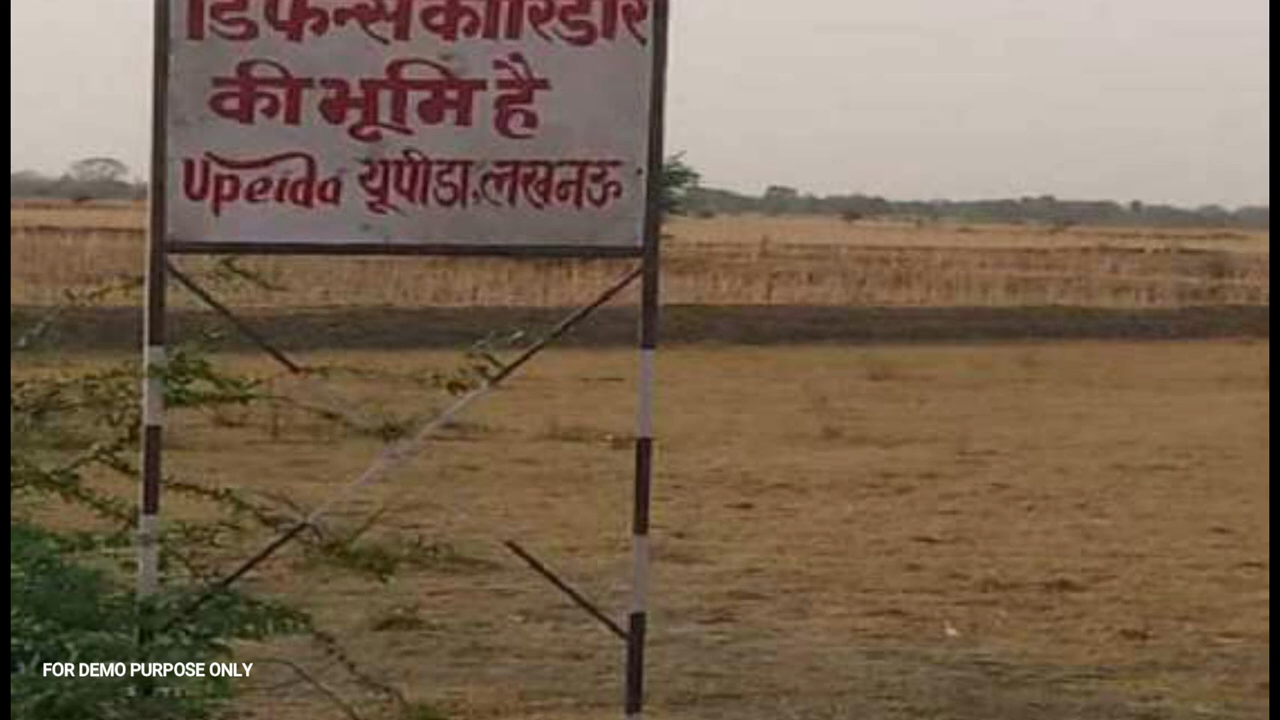 डिफेन्स कॉरिडोर
की भूमि है
Upeida यूपीडा, लखनऊ
FOR DEMO PURPOSE ONLY